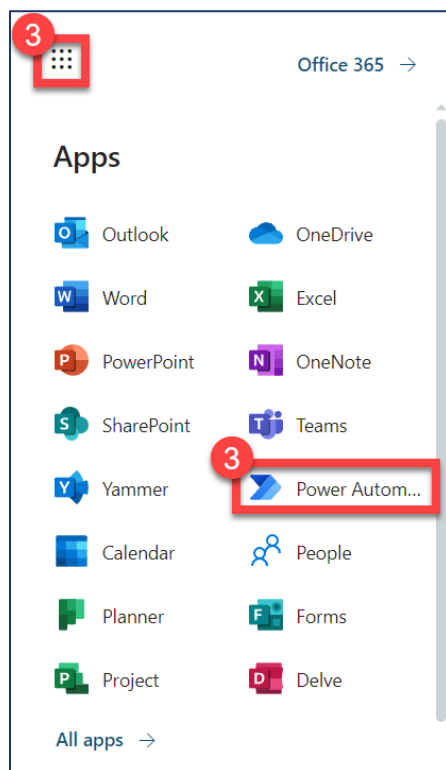 3
Office 365 →
Apps
Outlook
OneDrive
Word
Excel
PowerPoint
OneNote
SharePoint
Teams
3
Yammer
Power Autom...
Calendar
People
Planner
Forms
Project
Delve
All apps →